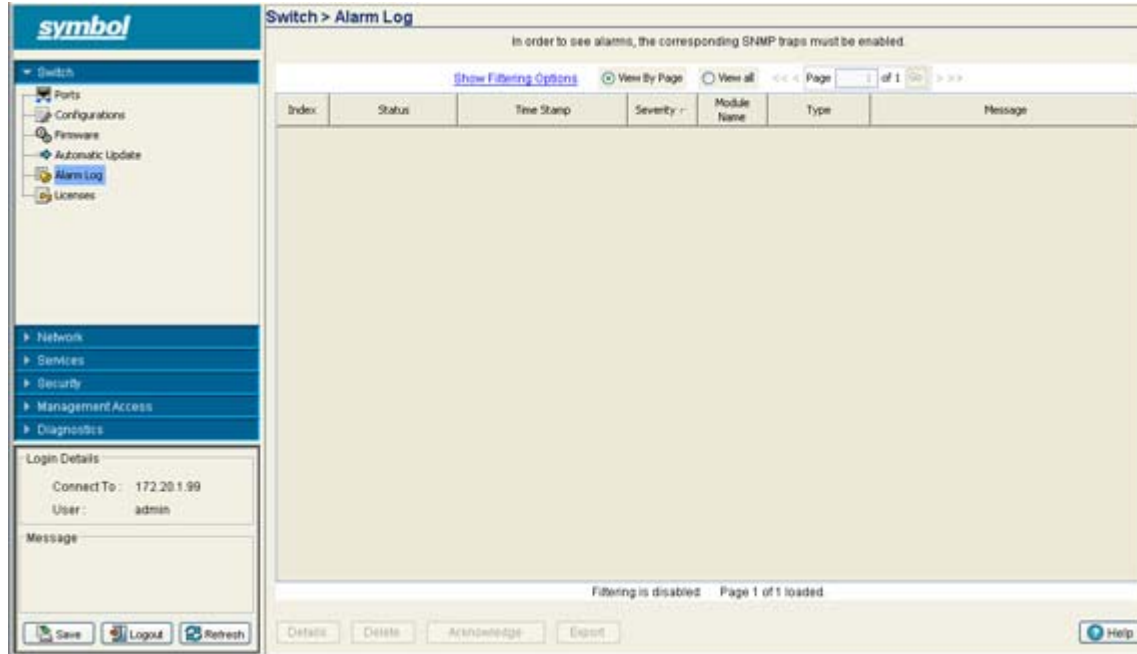 symbol
Switch
Ports
Configurations
Firmware
Automatic Update
Alarm Log
Licenses
Network
Services
Security
Management Access
Diagnostics
Login Details
Connect To : 172.20.1.99
User : admin
Message
Save Logout Refresh
Switch > Alarm Log
In order to see alarms, the corresponding SNMP traps must be enabled.
Show Filtering Options View By Page View all << < Page 1 of 1 Go > >>
Index Status Time Stamp Severity Module Name Type Message
Filtering is disabled Page 1 of 1 loaded.
Details Delete Acknowledge Export Help